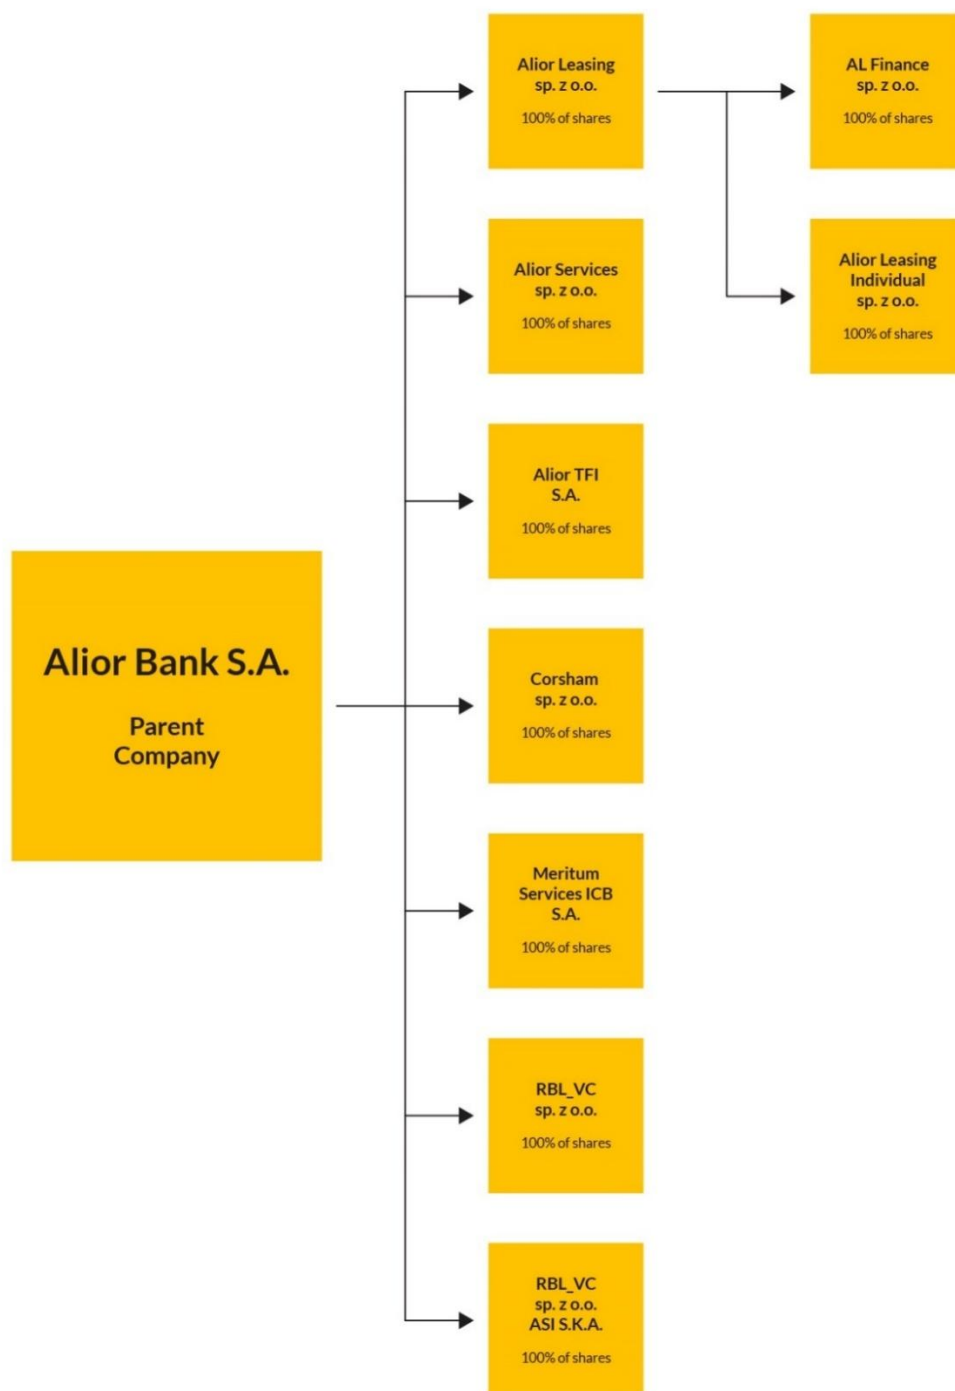 Alior Bank S.A.
Parent
Company
Alior Leasing
sp. z o.o.
100% of shares
AL Finance
sp. z o.o.
100% of shares
Alior Services
sp. z o.o.
100% of shares
Alior Leasing
Individual
sp. z o.o.
100% of shares
Alior TFI
S.A.
100% of shares
Corsham
sp. z o.o.
100% of shares
Meritum
Services ICB
S.A.
100% of shares
RBL_VC
sp. z o.o.
100% of shares
RBL_VC
sp. z o.o.
ASI S.K.A.
100% of shares